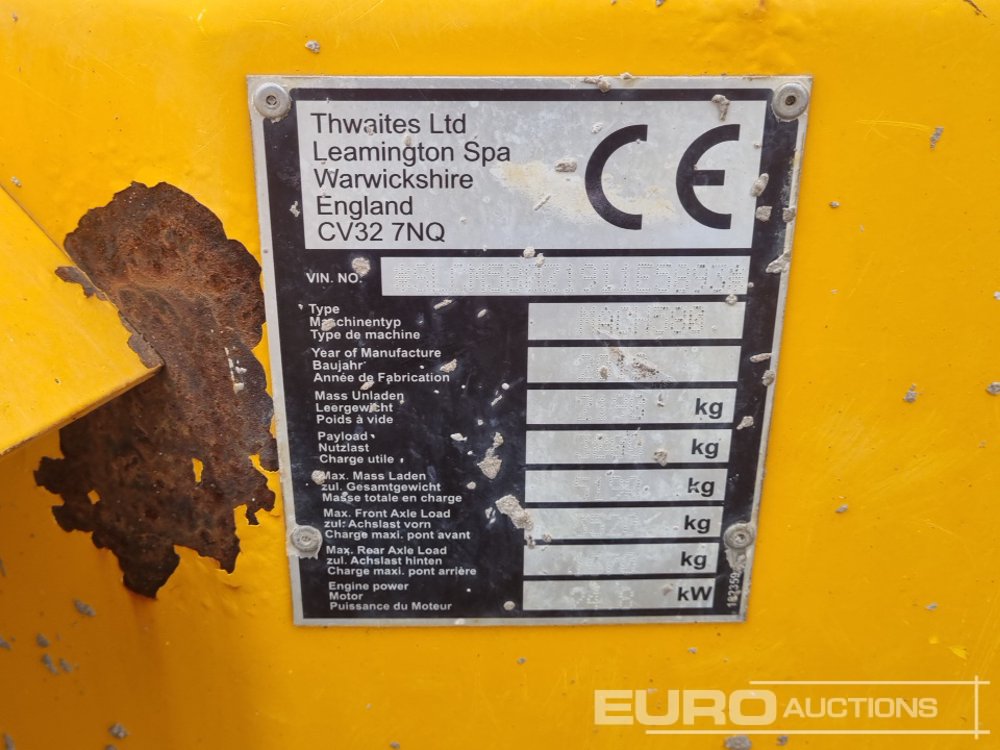 Thwaites Ltd
Leamington Spa
Warwickshire
England
CV32 7NQ
CE
VIN. NO.
Type
Maschinentyp
Type de machine
Year of Manufacture
Baujahr
Année de Fabrication
Mass Unladen
Leergewicht
Poids à vide
kg
Payload
Nutzlast
Charge utile
kg
Max. Mass Laden
zul. Gesamtgewicht
Masse totale en charge
kg
Max. Front Axle Load
zul. Achslast vorn
Charge maxi. pont avant
kg
Max. Rear Axle Load
zul. Achslast hinten
Charge maxi. pont arrière
kg
Engine power
Motor
Puissance du Moteur
kW
EURO AUCTIONS